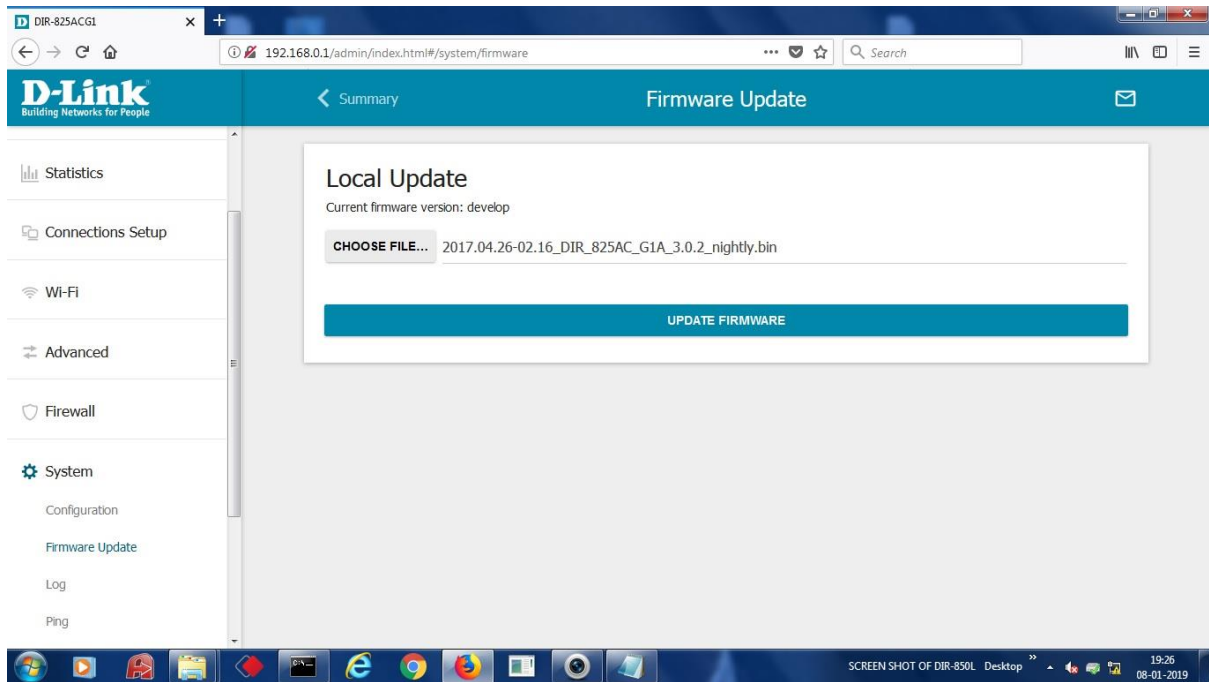 DIR-825ACG1
192.168.0.1/admin/index.html#/system/firmware
Search
D-Link
Building Networks for People
Summary
Firmware Update
Statistics
Connections Setup
Wi-Fi
Advanced
Firewall
System
Configuration
Firmware Update
Log
Ping
Local Update
Current firmware version: develop
CHOOSE FILE... 2017.04.26-02.16_DIR_825AC_G1A_3.0.2_nightly.bin
UPDATE FIRMWARE
SCREEN SHOT OF DIR-850L Desktop
19:26
08-01-2019